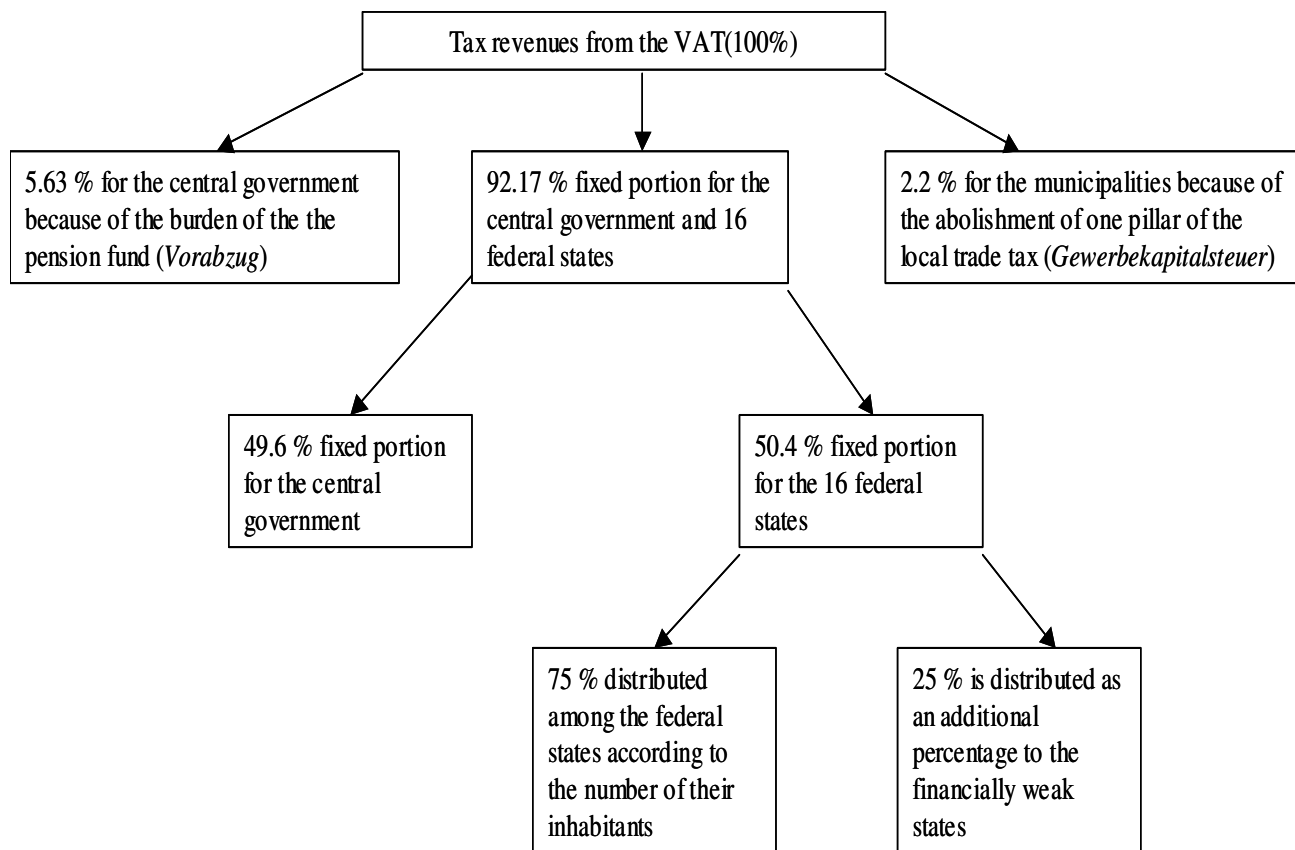 Tax revenues from the VAT(100%)
5.63 % for the central government
because of the burden of the the
pension fund (Vorabzug)
92.17 % fixed portion for the
central government and 16
federal states
2.2 % for the municipalities because of
the abolishment of one pillar of the
local trade tax (Gewerbekapitalsteuer)
49.6 % fixed portion
for the central
government
50.4 % fixed portion
for the 16 federal
states
75 % distributed
among the federal
states according to
the number of their
inhabitants
25 % is distributed as
an additional
percentage to the
financially weak
states